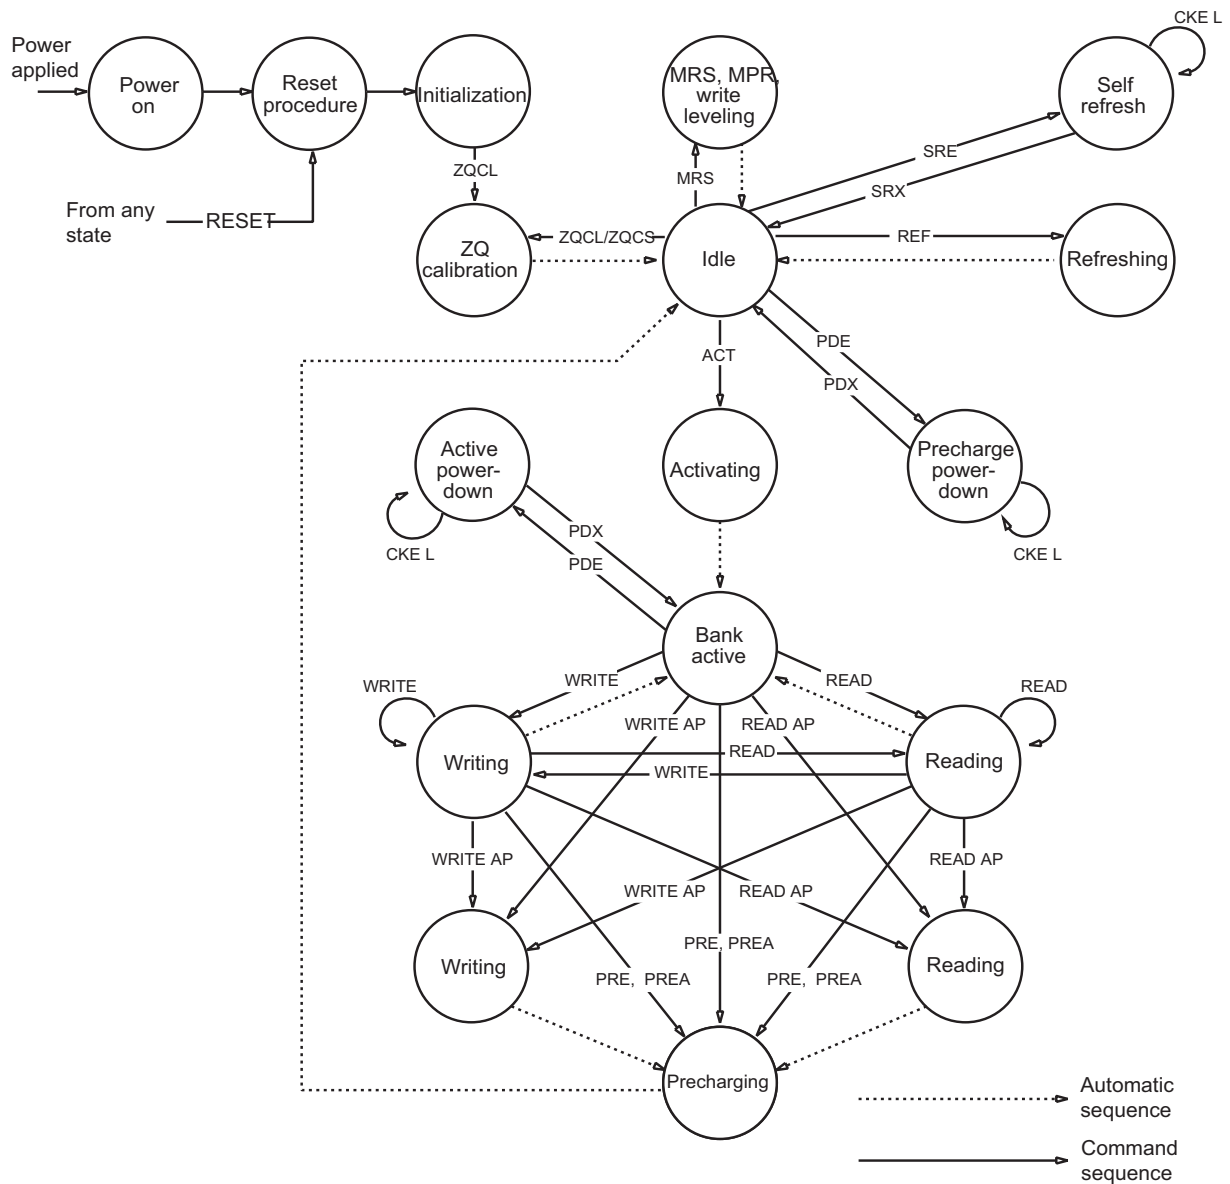 CKE L
Power
applied
Power
on
Reset
procedure
Initialization
MRS, MPR,
write
leveling
Self
refresh
SRE
ZQCL
MRS
SRX
From any
state
RESET
ZQCL/ZQCS
REF
ZQ
calibration
Idle
Refreshing
ACT
PDE
PDX
Active
power-
down
Activating
Precharge
power-
down
PDX
CKE L
CKE L
PDE
Bank
active
WRITE
WRITE
READ
READ
WRITE AP
READ AP
READ
Writing
Reading
WRITE
WRITE AP
READ AP
WRITE AP
READ AP
PRE, PREA
Writing
Reading
PRE, PREA
PRE, PREA
Precharging
Automatic
sequence
Command
sequence